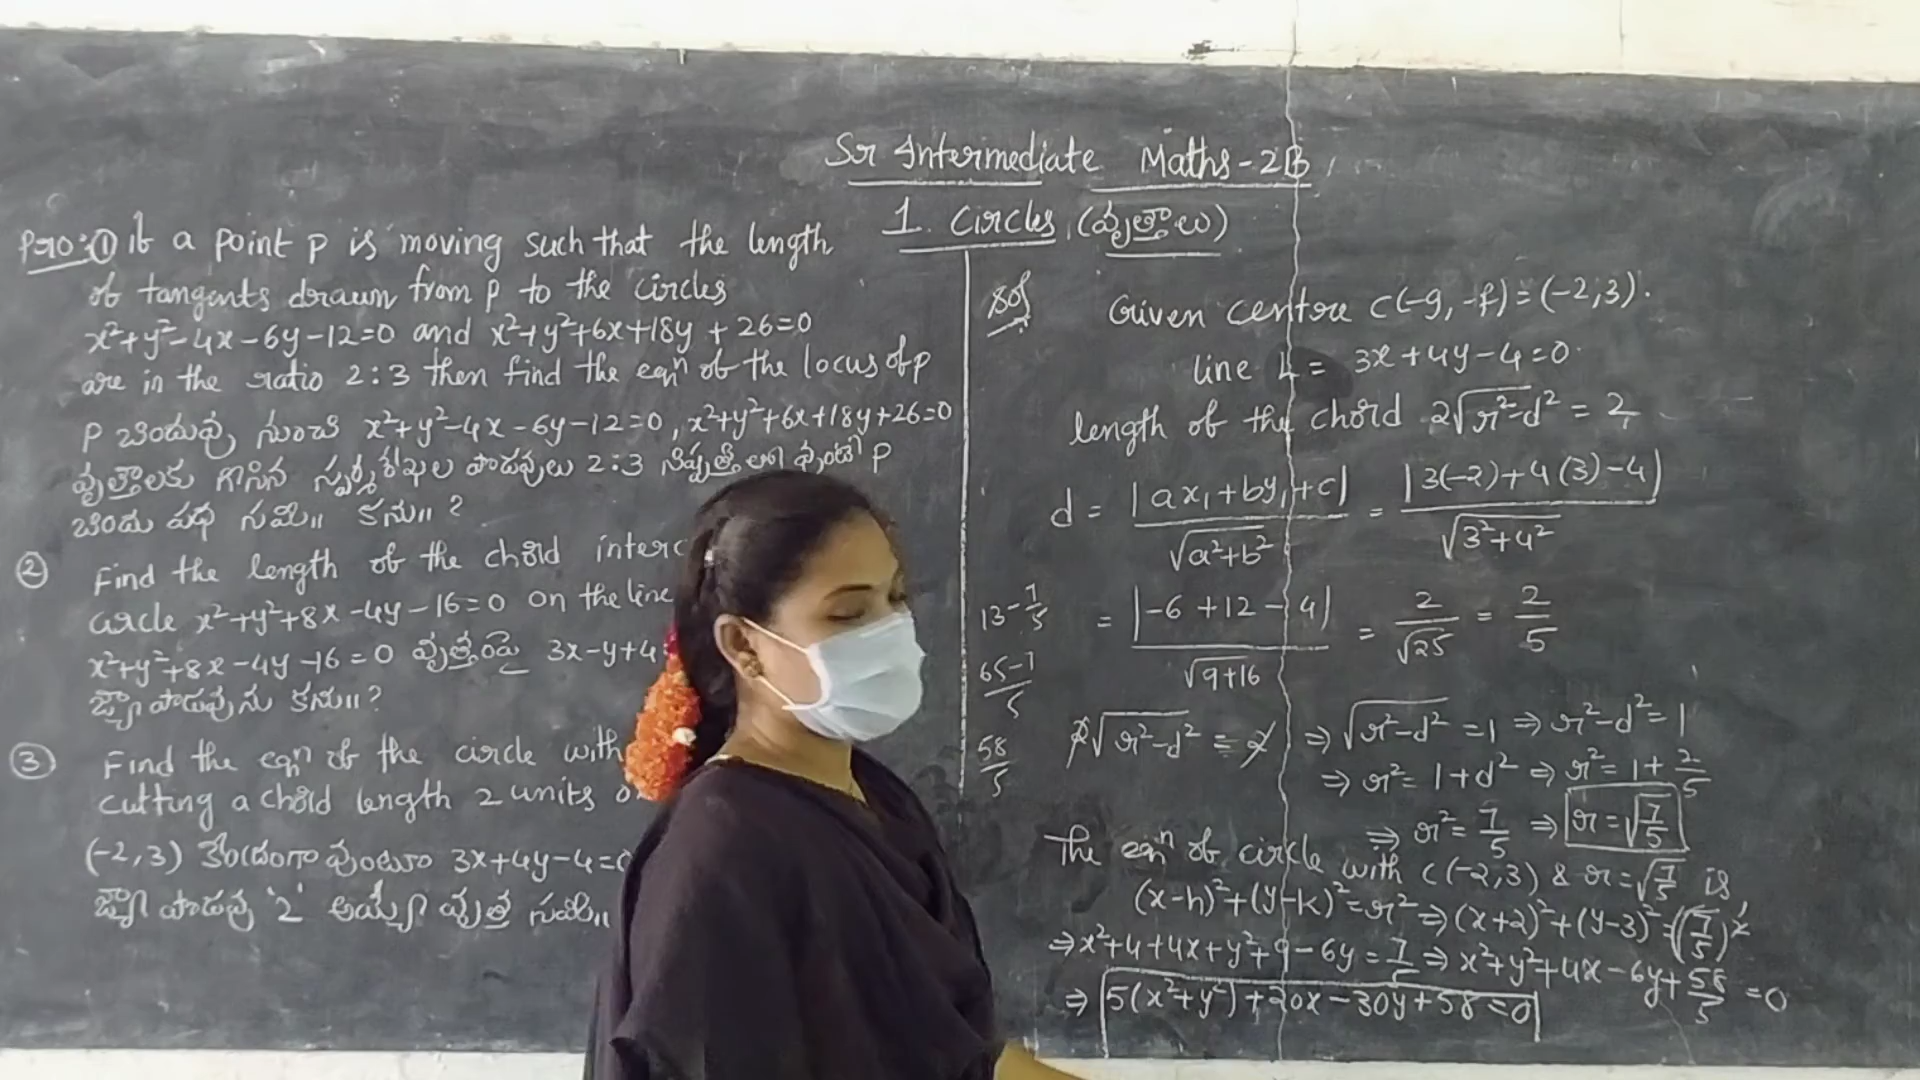 Sr Intermediate Maths-2B
1. Circles (వృత్తాలు)
Pro:① If a point P is moving such that the length
of tangents drawn from P to the circles
x²+y²-4x-6y-12=0 and x²+y²+6x+18y+26=0
are in the ratio 2:3 then find the eqⁿ of the locus of P
P బిందువు నుంచి x²+y²-4x-6y-12=0, x²+y²+6x+18y+26=0
వృత్తాలకు గీసిన స్పర్శరేఖల పొడవులు 2:3 నిష్పత్తిలో వుంటే P
బిందు పథ సమీ॥ కను॥?
② Find the length of the chord interc
circle x²+y²+8x-4y-16=0 on the line
x²+y²+8x-4y-16=0 వృత్తంపై 3x-y+4
జ్యా పొడవును కను॥?
③ Find the eqⁿ of the circle with
cutting a chord length 2 units o
(-2,3) కేంద్రంగా వుంటూ 3x+4y-4=0
జ్యా పొడవు '2' అయ్యే వృత్త సమీ॥
Sol
Given centre C(-g,-f)=(-2,3).
line L = 3x+4y-4=0.
length of the chord 2√r²-d² = 2,
d = |ax₁+by₁+c|/√a²+b² = |3(-2)+4(3)-4|/√3²+4²
= |-6+12-4|/√9+16 = 2/√25 = 2/5
13-7/5
65-7/5
58/5
2√r²-d² = 2 ⇒ √r²-d² = 1 ⇒ r²-d² = 1
⇒ r² = 1+d² ⇒ r² = 1+2/5
⇒ r² = 7/5 ⇒ r = √7/5
The eqⁿ of circle with C(-2,3) & r=√7/5 is,
(x-h)²+(y-k)²=r² ⇒ (x+2)²+(y-3)²=(√7/5)²
⇒ x²+4+4x+y²+9-6y = 7/5 ⇒ x²+y²+4x-6y+58/5 = 0
⇒ 5(x²+y²)+20x-30y+58=0